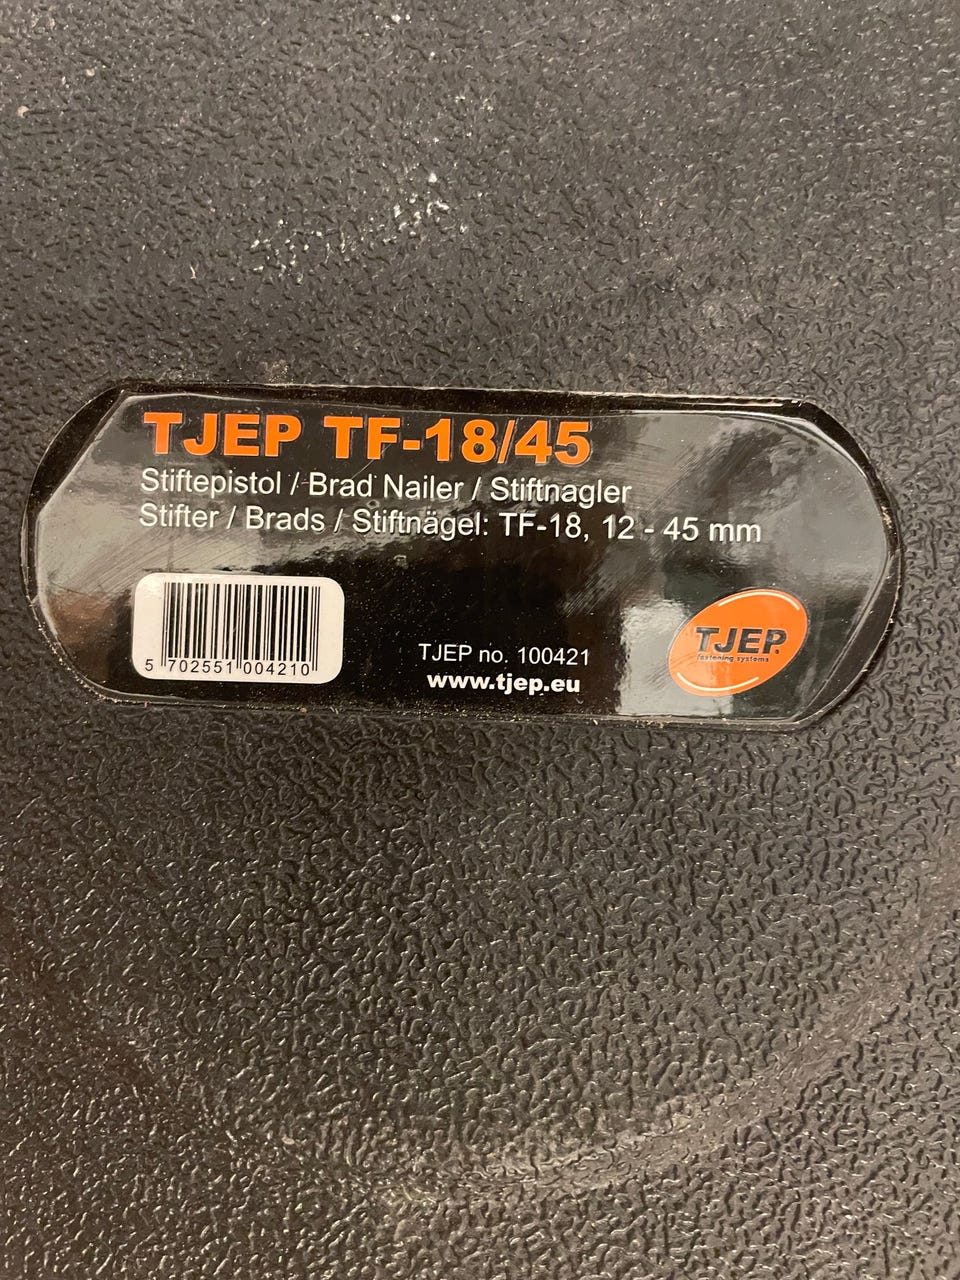 TJEP TF-18/45
Stiftepistol / Brad Nailer / Stiftnagler
Stifter / Brads / Stiftnägel: TF-18, 12 - 45 mm
5 702551 004210
TJEP no. 100421
www.tjep.eu
TJEP.
fastening systems